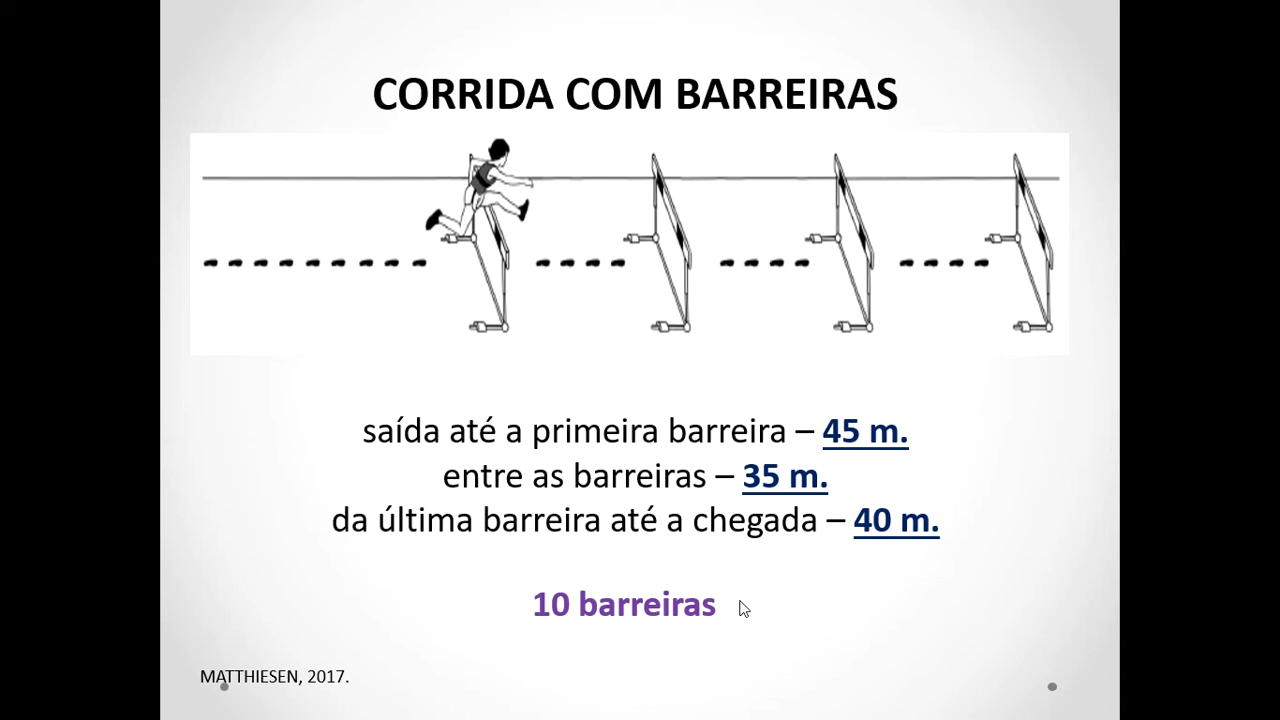 CORRIDA COM BARREIRAS
saída até a primeira barreira – 45 m.
entre as barreiras – 35 m.
da última barreira até a chegada – 40 m.
10 barreiras
MATTHIESEN, 2017.